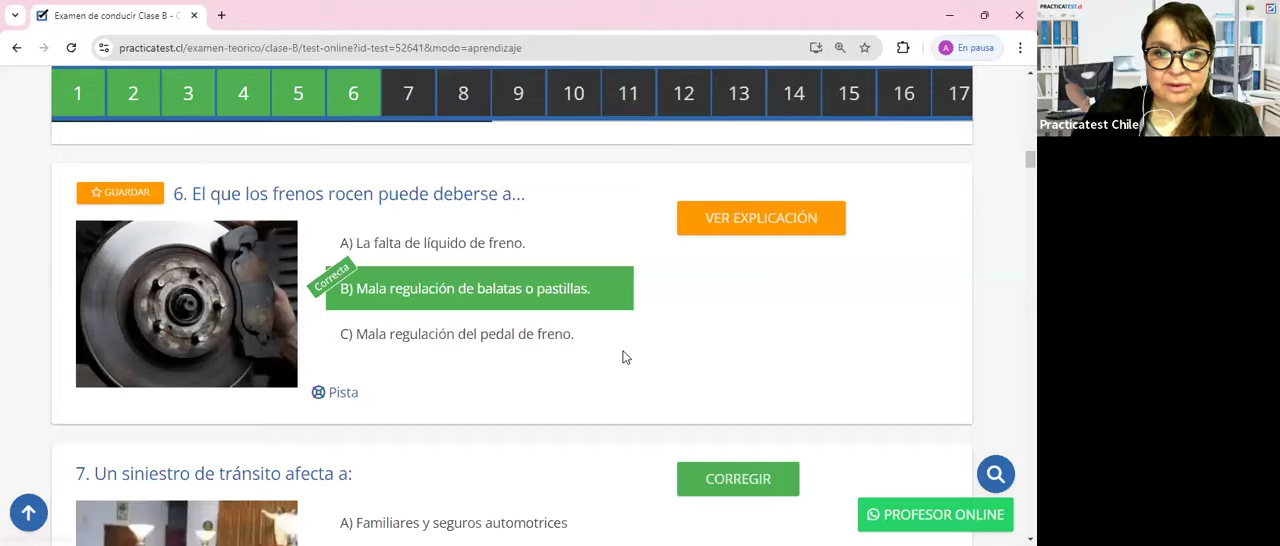 Examen de conducir Clase B - C
practicatest.cl/examen-teorico/clase-B/test-online?id-test=52641&modo=aprendizaje
A
En pausa
PRACTICATEST.cl
Practicatest Chile
1 2 3 4 5 6 7 8 9 10 11 12 13 14 15 16 17
GUARDAR
6. El que los frenos rocen puede deberse a...
VER EXPLICACIÓN
A) La falta de líquido de freno.
Correcta
B) Mala regulación de balatas o pastillas.
C) Mala regulación del pedal de freno.
Pista
7. Un siniestro de tránsito afecta a:
CORREGIR
A) Familiares y seguros automotrices
PROFESOR ONLINE